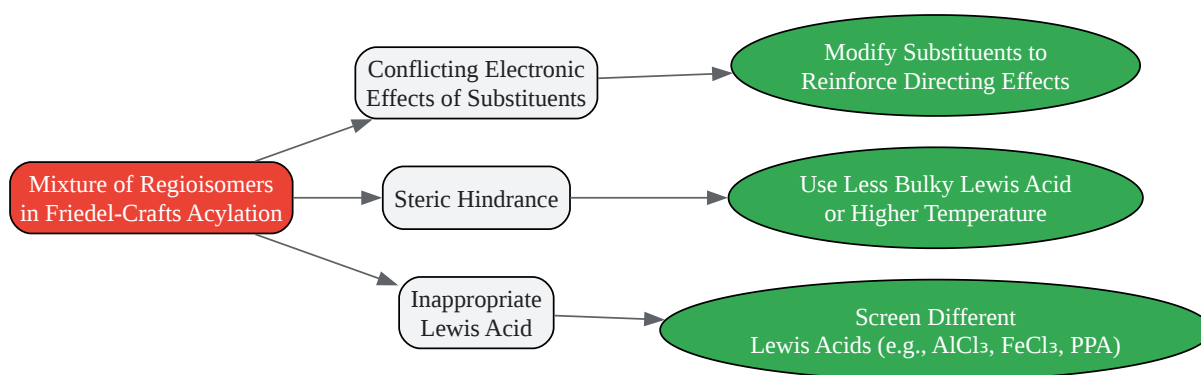 Mixture of Regioisomers
in Friedel-Crafts Acylation
Conflicting Electronic
Effects of Substituents
Modify Substituents to
Reinforce Directing Effects
Steric Hindrance
Use Less Bulky Lewis Acid
or Higher Temperature
Inappropriate
Lewis Acid
Screen Different
Lewis Acids (e.g., AlCl₃, FeCl₃, PPA)